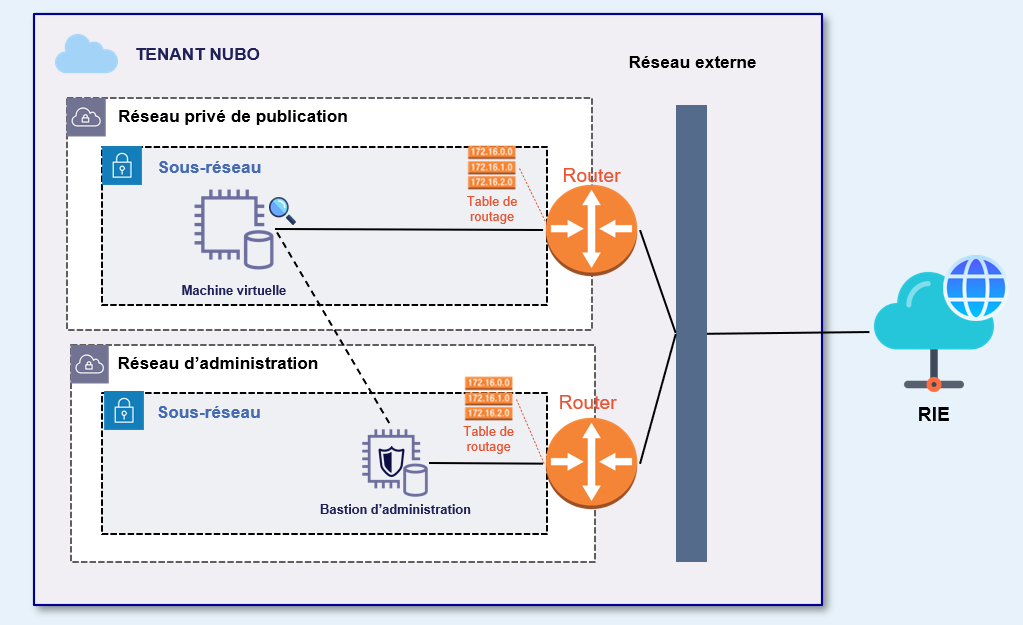 TENANT NUBO
Réseau externe
Réseau privé de publication
Sous-réseau
172.16.0.0
172.16.1.0
172.16.2.0
Table de
routage
Router
Machine virtuelle
Réseau d’administration
Sous-réseau
172.16.0.0
172.16.1.0
172.16.2.0
Table de
routage
Router
Bastion d’administration
RIE